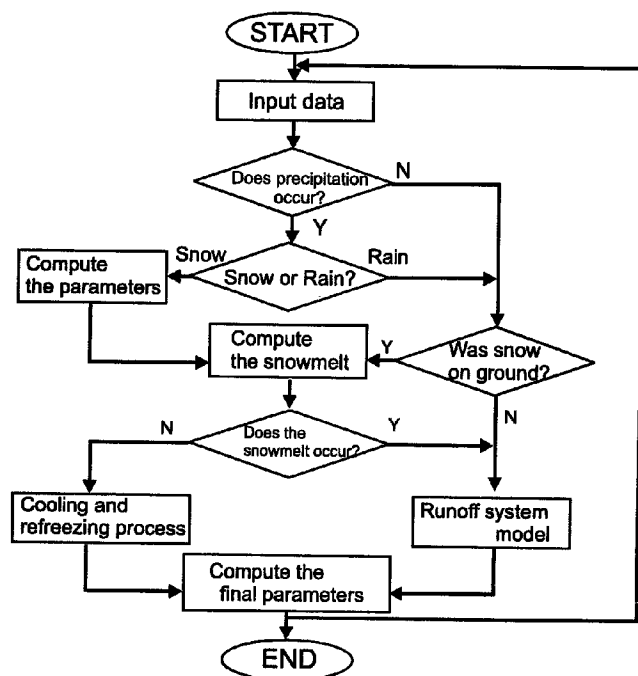 START
Input data
Does precipitation
occur?
N
Y
Snow
Snow or Rain?
Rain
Compute
the parameters
Compute
the snowmelt
Y
Was snow
on ground?
N
N
Does the
snowmelt occur?
Y
Cooling and
refreezing process
Runoff system
model
Compute the
final parameters
END